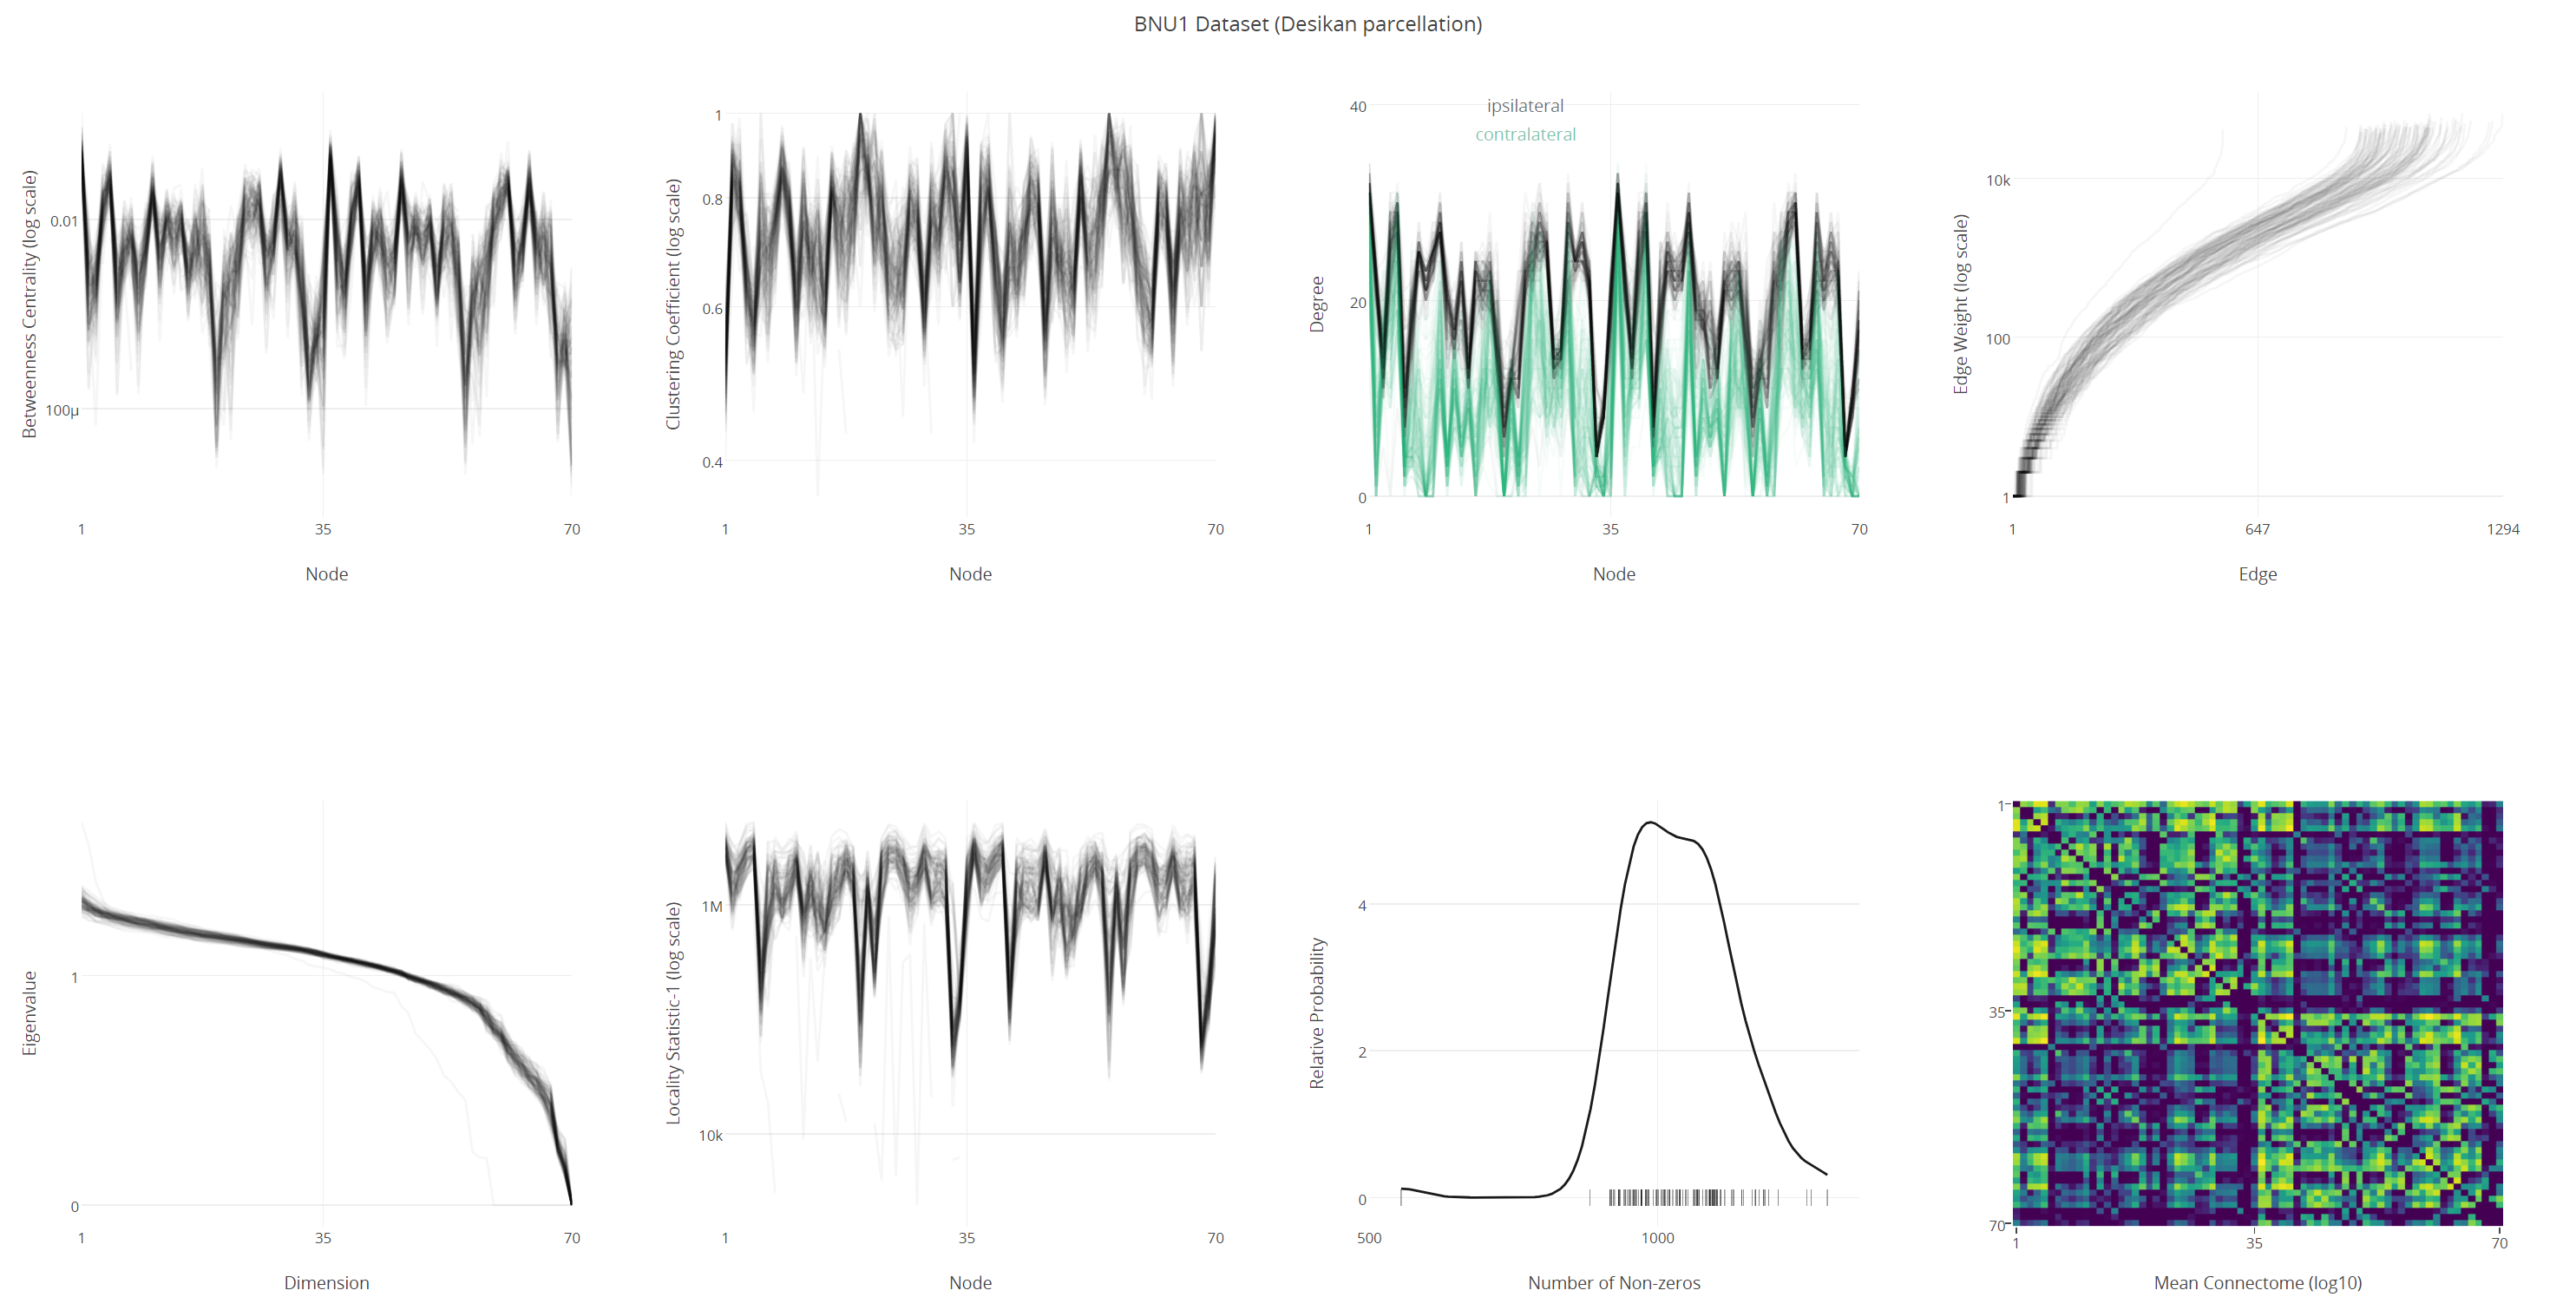 BNU1 Dataset (Desikan parcellation)
Betweenness Centrality (log scale)
0.01
100μ
1
35
70
Node
Clustering Coefficient (log scale)
1
0.8
0.6
0.4
1
35
70
Node
Degree
40
20
0
ipsilateral
contralateral
1
35
70
Node
Edge Weight (log scale)
10k
100
1
1
647
1294
Edge
Eigenvalue
1
0
1
35
70
Dimension
Locality Statistic-1 (log scale)
1M
10k
1
35
70
Node
Relative Probability
4
2
0
500
1000
Number of Non-zeros
1
35
70
1
35
70
Mean Connectome (log10)